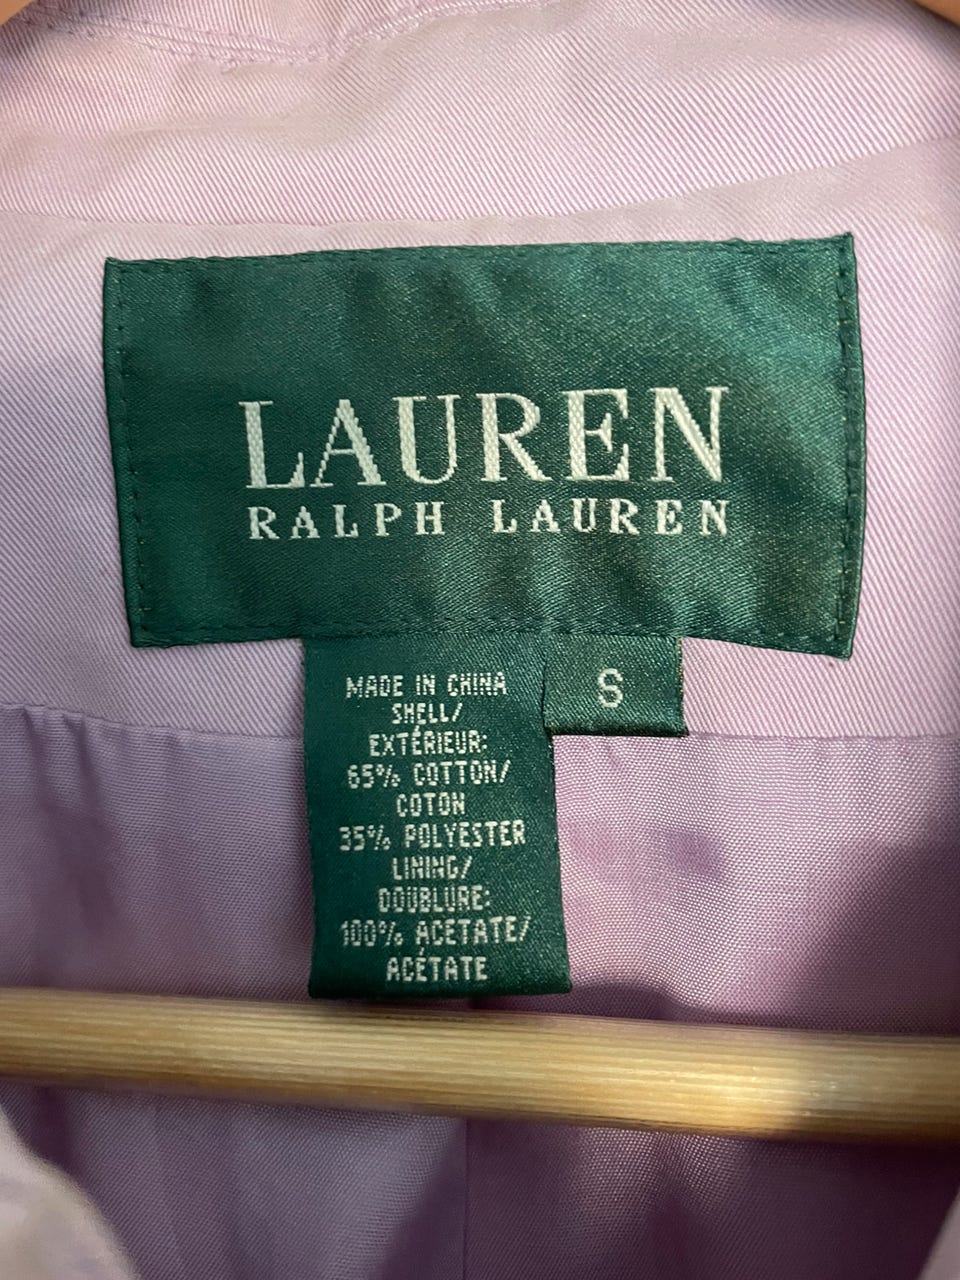 LAUREN
RALPH LAUREN
S
MADE IN CHINA
SHELL/
EXTÉRIEUR:
65% COTTON/
COTON
35% POLYESTER
LINING/
DOUBLURE:
100% ACETATE/
ACÉTATE